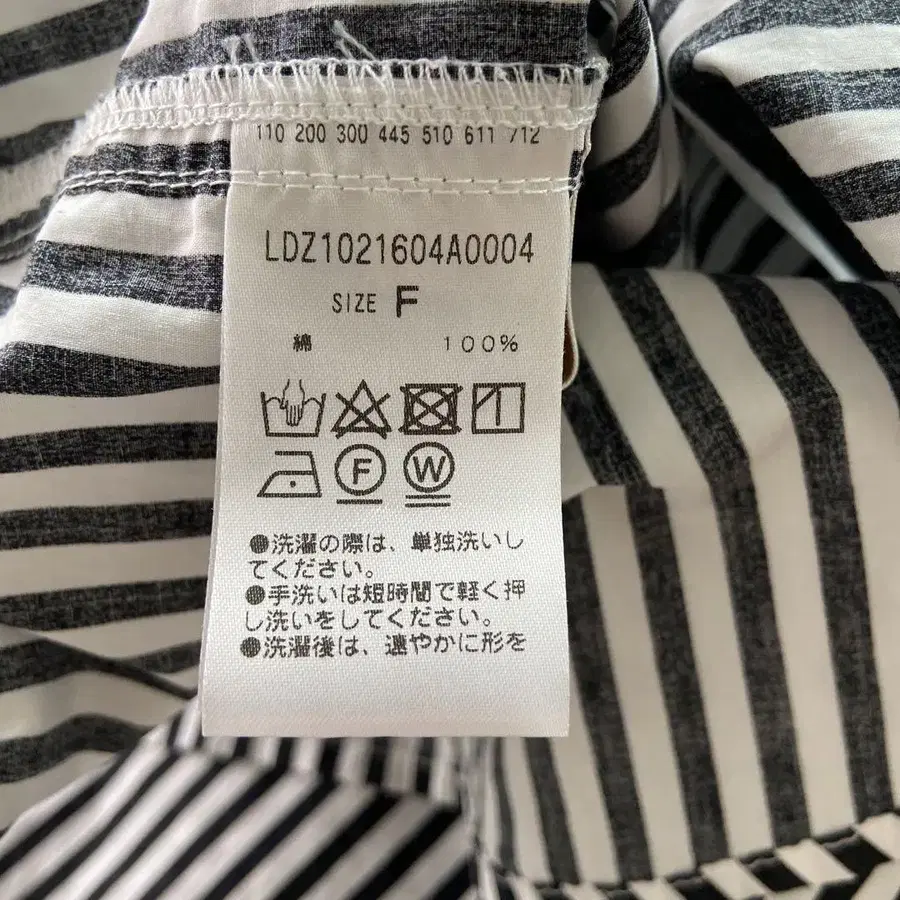 110 200 300 445 510 611 712
LDZ1021604A0004
SIZE F
綿 100%
F W
●洗濯の際は、単独洗いし
てください。
●手洗いは短時間で軽く押
し洗いをしてください。
●洗濯後は、速やかに形を